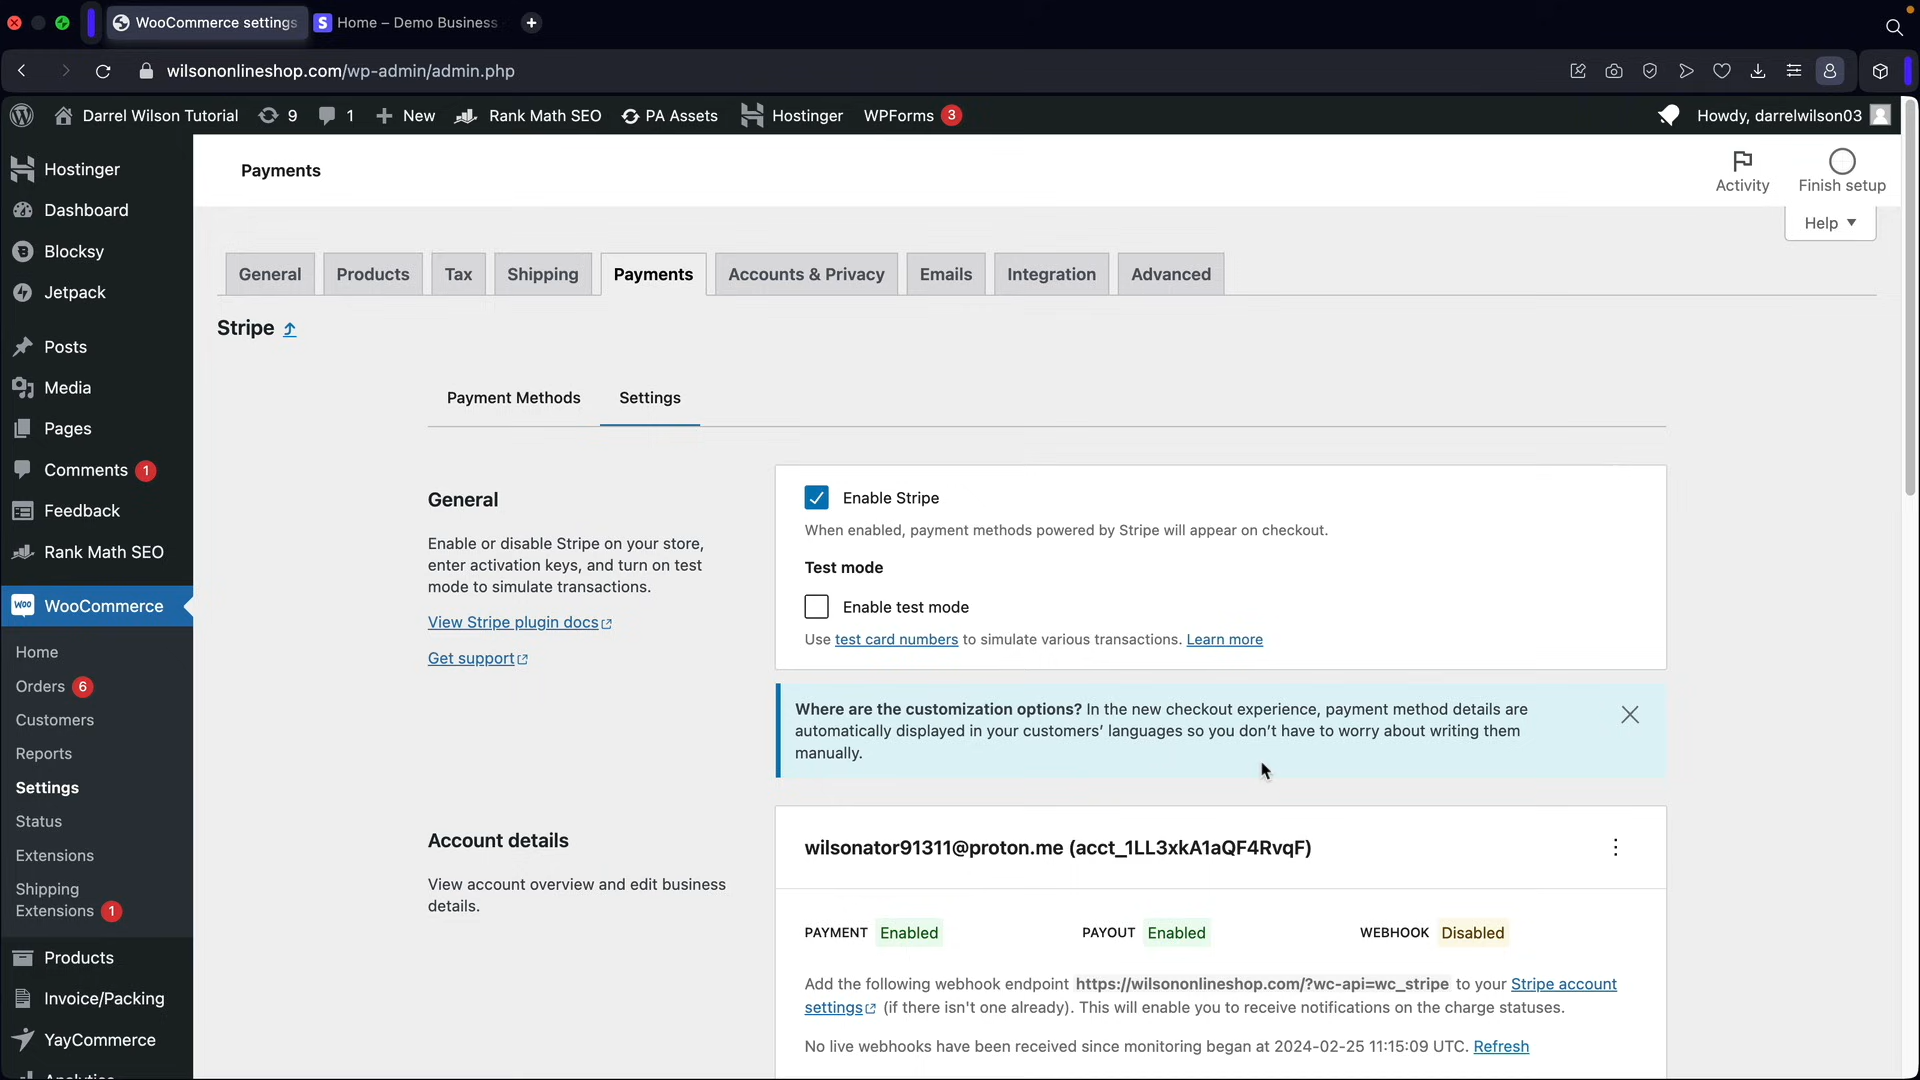 WooCommerce settings
Home – Demo Business
wilsononlineshop.com/wp-admin/admin.php
Darrel Wilson Tutorial 9 1 New Rank Math SEO PA Assets Hostinger WPForms 3 Howdy, darrelwilson03
Hostinger
Dashboard
Blocksy
Jetpack
Posts
Media
Pages
Comments 1
Feedback
Rank Math SEO
WooCommerce
Home
Orders 6
Customers
Reports
Settings
Status
Extensions
Shipping
Extensions 1
Products
Invoice/Packing
YayCommerce
Payments
Activity
Finish setup
Help
General Products Tax Shipping Payments Accounts & Privacy Emails Integration Advanced
Stripe
Payment Methods Settings
General
Enable or disable Stripe on your store,
enter activation keys, and turn on test
mode to simulate transactions.
View Stripe plugin docs
Get support
Enable Stripe
When enabled, payment methods powered by Stripe will appear on checkout.
Test mode
Enable test mode
Use test card numbers to simulate various transactions. Learn more
Where are the customization options? In the new checkout experience, payment method details are
automatically displayed in your customers' languages so you don't have to worry about writing them
manually.
Account details
View account overview and edit business
details.
wilsonator91311@proton.me (acct_1LL3xkA1aQF4RvqF)
PAYMENT Enabled PAYOUT Enabled WEBHOOK Disabled
Add the following webhook endpoint https://wilsononlineshop.com/?wc-api=wc_stripe to your Stripe account
settings (if there isn't one already). This will enable you to receive notifications on the charge statuses.
No live webhooks have been received since monitoring began at 2024-02-25 11:15:09 UTC. Refresh